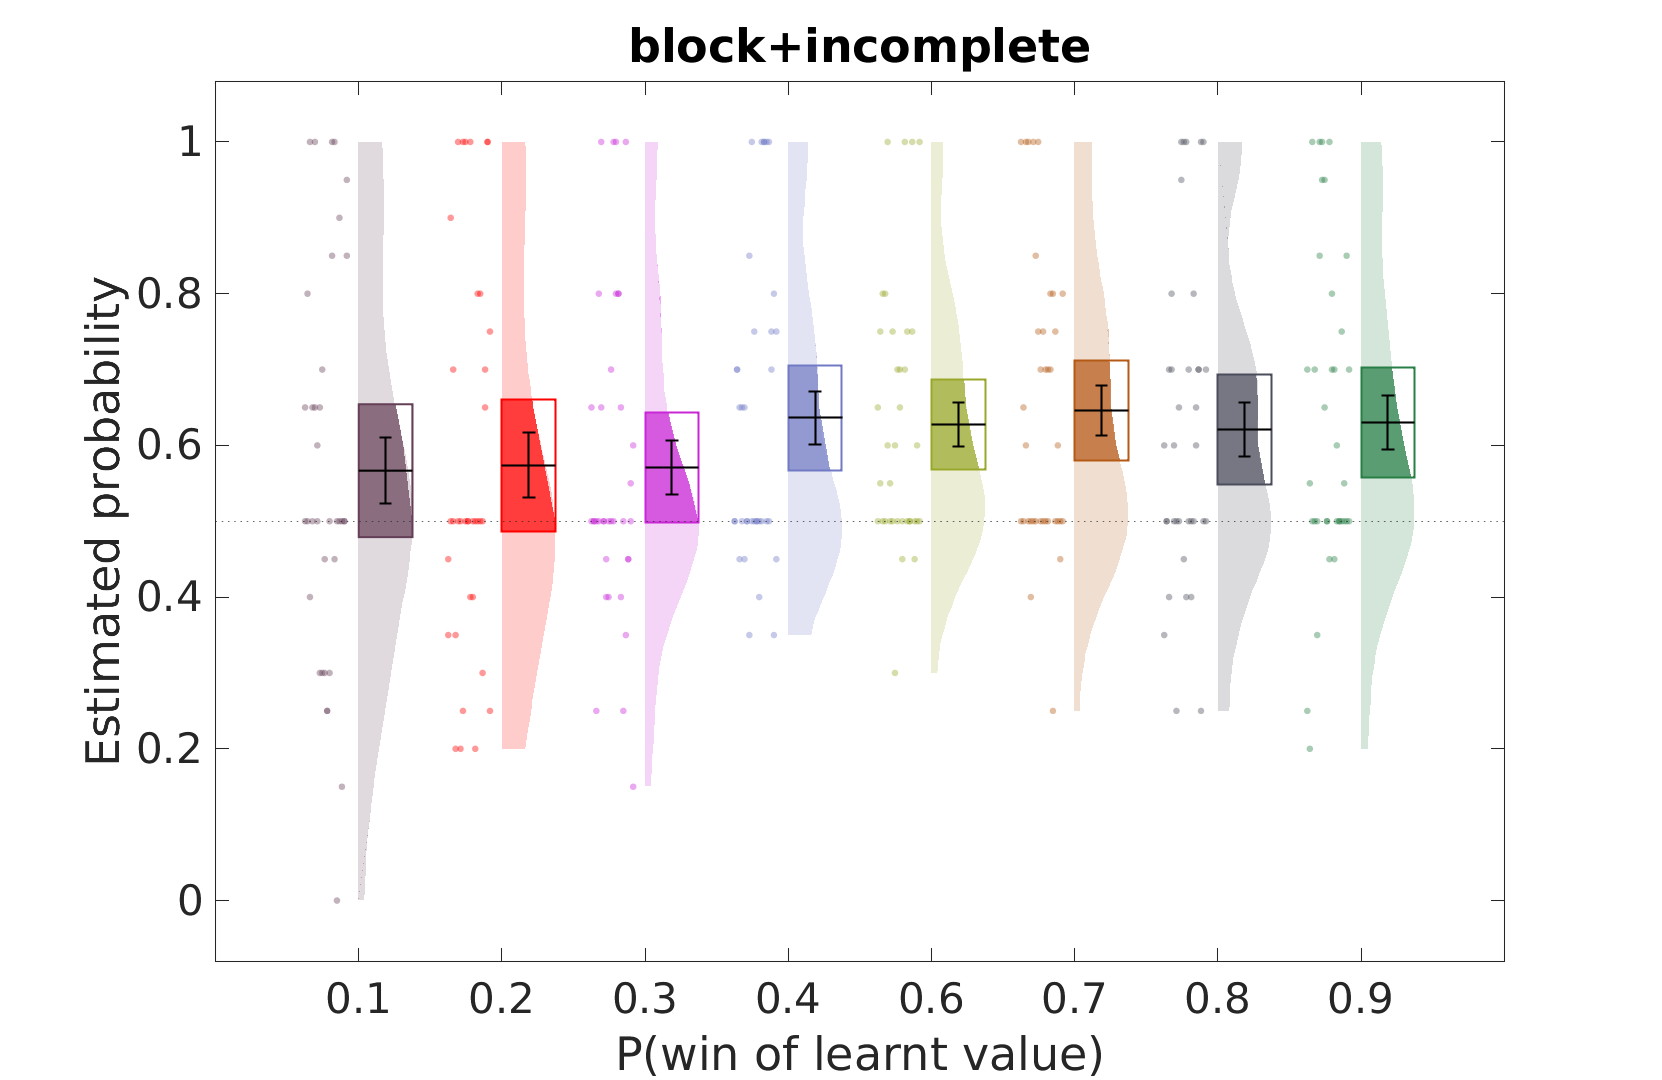 block+incomplete
Estimated probability
1
0.8
0.6
0.4
0.2
0
0.1 0.2 0.3 0.4 0.6 0.7 0.8 0.9
P(win of learnt value)